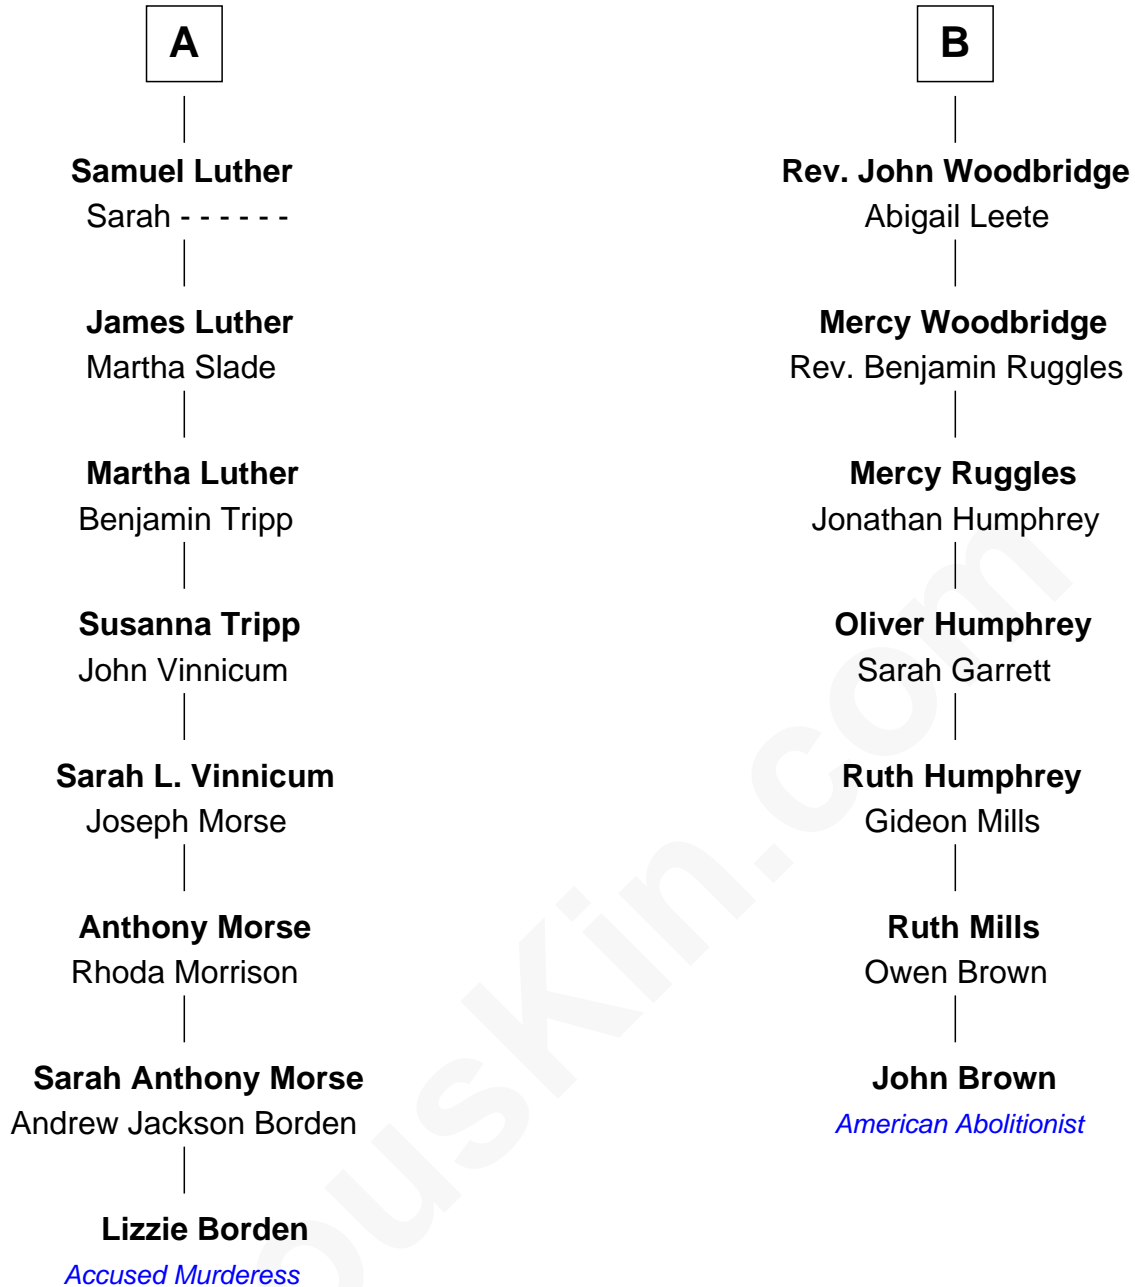 A
Samuel Luther
Sarah - - - - - -
James Luther
Martha Slade
Martha Luther
Benjamin Tripp
Susanna Tripp
John Vinnicum
Sarah L. Vinnicum
Joseph Morse
Anthony Morse
Rhoda Morrison
Sarah Anthony Morse
Andrew Jackson Borden
Lizzie Borden
Accused Murderess
B
Rev. John Woodbridge
Abigail Leete
Mercy Woodbridge
Rev. Benjamin Ruggles
Mercy Ruggles
Jonathan Humphrey
Oliver Humphrey
Sarah Garrett
Ruth Humphrey
Gideon Mills
Ruth Mills
Owen Brown
John Brown
American Abolitionist
ousKin.com